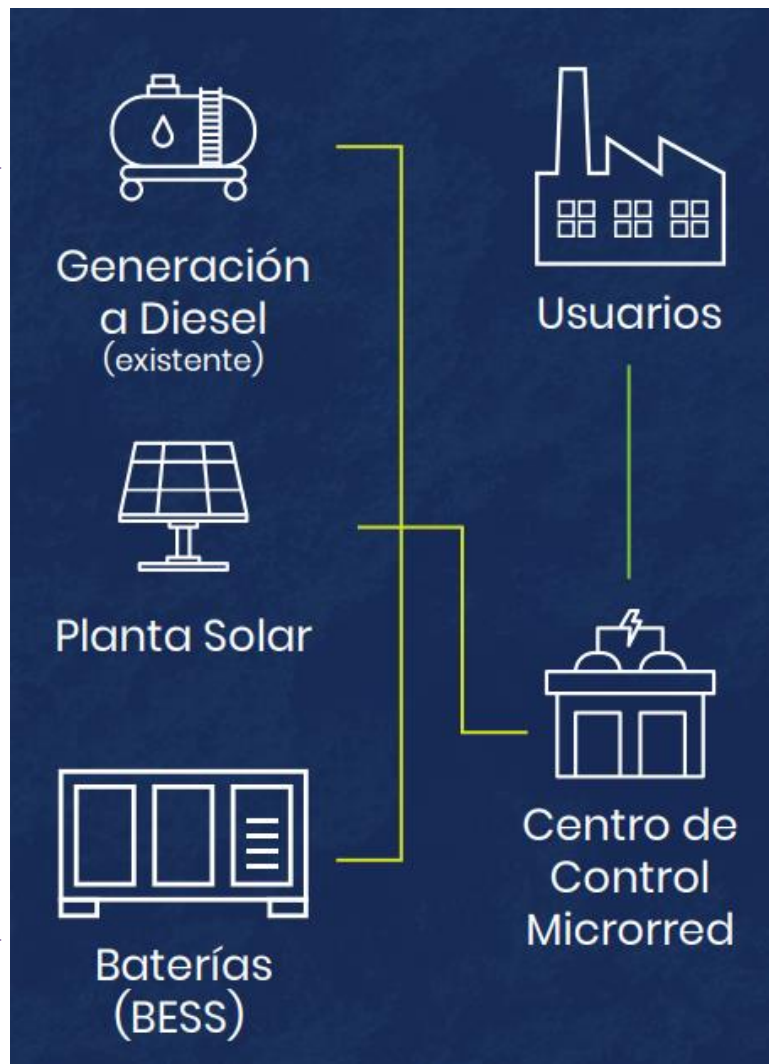 Generación
a Diesel
(existente)
Usuarios
Planta Solar
Centro de
Control
Microrred
Baterías
(BESS)